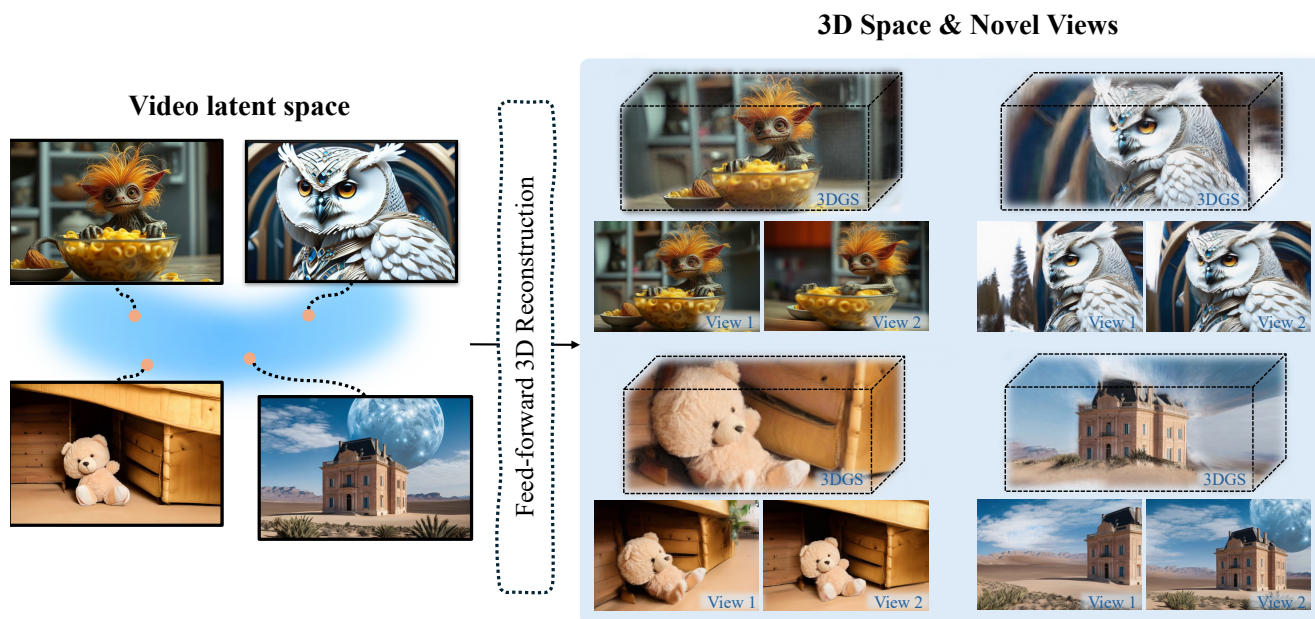 3D Space & Novel Views
Video latent space
Feed-forward 3D Reconstruction
3DGS
3DGS
View 1
View 2
View 1
View 2
3DGS
3DGS
View 1
View 2
View 1
View 2